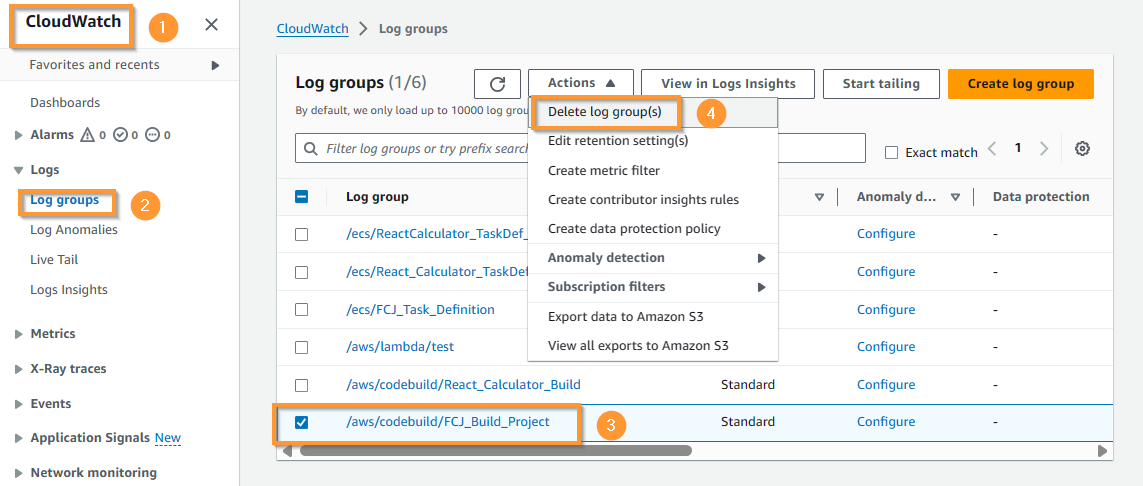 CloudWatch
1
Favorites and recents
Dashboards
Alarms 0 0 0
Logs
Log groups
2
Log Anomalies
Live Tail
Logs Insights
Metrics
X-Ray traces
Events
Application Signals New
Network monitoring
CloudWatch > Log groups
Log groups (1/6)
Actions
View in Logs Insights
Start tailing
Create log group
By default, we only load up to 10000 log grou
Delete log group(s)
4
Edit retention setting(s)
Create metric filter
Create contributor insights rules
Create data protection policy
Anomaly detection
Subscription filters
Export data to Amazon S3
View all exports to Amazon S3
Filter log groups or try prefix search
Exact match
1
Log group
Anomaly d...
Data protection
/ecs/ReactCalculator_TaskDef_
Configure
-
/ecs/React_Calculator_TaskDef
Configure
-
/ecs/FCJ_Task_Definition
Configure
-
/aws/lambda/test
Configure
-
/aws/codebuild/React_Calculator_Build
Standard
Configure
-
/aws/codebuild/FCJ_Build_Project
3
Standard
Configure
-